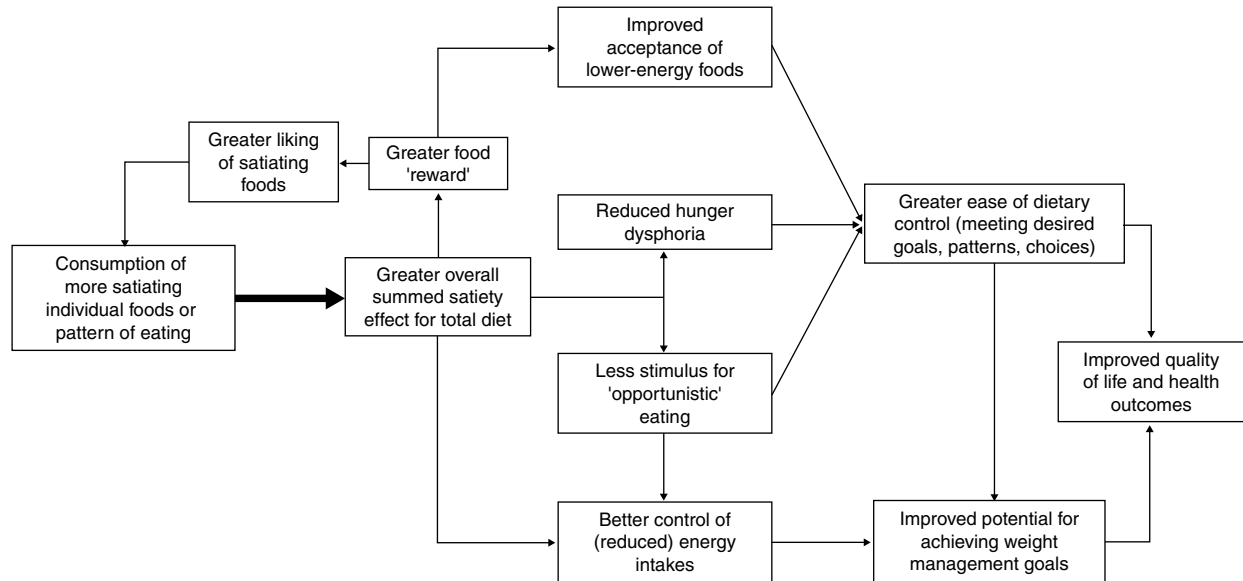 Improved
acceptance of
lower-energy foods
Greater liking
of satiating
foods
Greater food
'reward'
Reduced hunger
dysphoria
Greater ease of dietary
control (meeting desired
goals, patterns, choices)
Consumption of
more satiating
individual foods or
pattern of eating
Greater overall
summed satiety
effect for total diet
Less stimulus for
'opportunistic'
eating
Improved quality
of life and health
outcomes
Better control of
(reduced) energy
intakes
Improved potential for
achieving weight
management goals